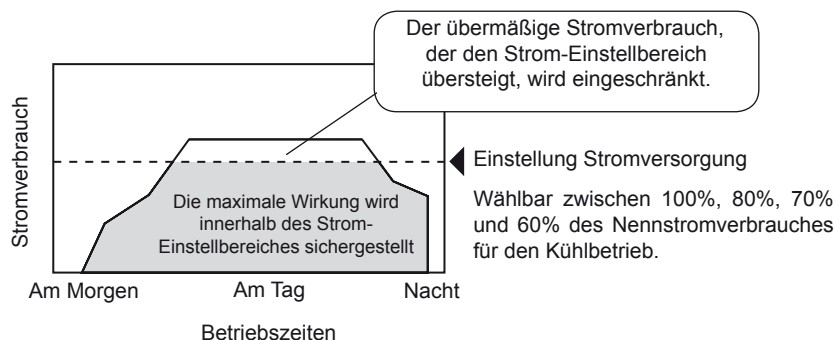 Der übermäßige Stromverbrauch,
der den Strom-Einstellbereich
übersteigt, wird eingeschränkt.
Stromverbrauch
Einstellung Stromversorgung
Wählbar zwischen 100%, 80%, 70%
und 60% des Nennstromverbrauches
für den Kühlbetrieb.
Die maximale Wirkung wird
innerhalb des Strom-
Einstellbereiches sichergestellt
Am Morgen
Am Tag
Nacht
Betriebszeiten